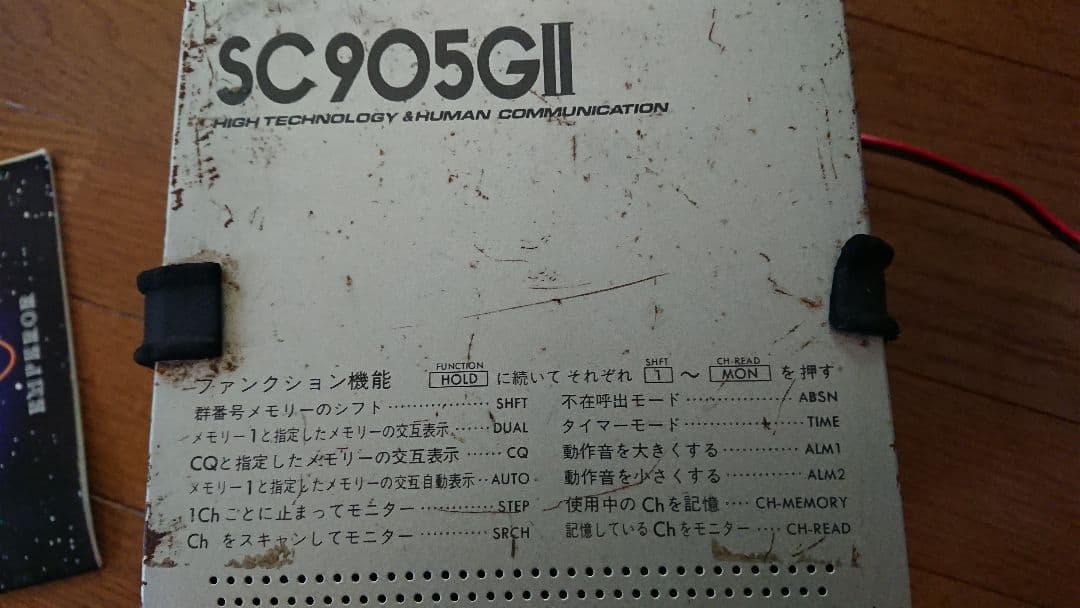 SC905GII
HIGH TECHNOLOGY & HUMAN COMMUNICATION
EMPEROR
ファンクション機能 FUNCTION HOLD に続いて それぞれ SHFT 1 ～ CH-READ MON を押す
群番号メモリーのシフト ················ SHFT
メモリー1と指定したメモリーの交互表示 ······ DUAL
CQと指定したメモリーの交互表示 ······ CQ
メモリー1と指定したメモリーの交互自動表示 ·· AUTO
1Chごとに止まってモニター ············ STEP
Ch をスキャンしてモニター ··········· SRCH
不在呼出モード ················ ABSN
タイマーモード ··················· TIME
動作音を大きくする ············ ALM1
動作音を小さくする ············ ALM2
使用中の Chを記憶 ···· CH-MEMORY
記憶しているChをモニター ···· CH-READ